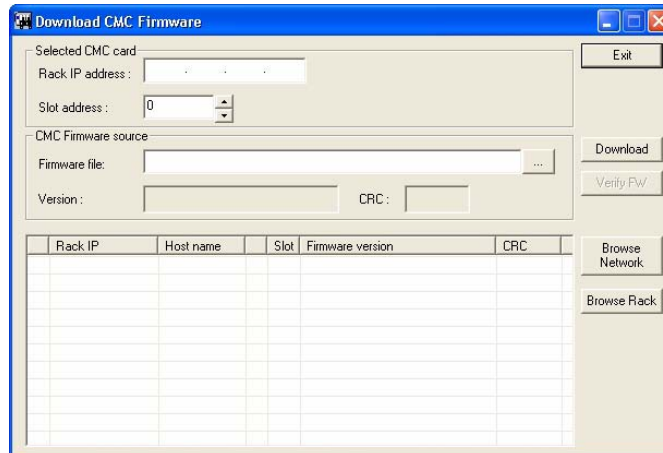 Download CMC Firmware
Selected CMC card
Rack IP address :
Slot address :
0
Exit
CMC Firmware source
Firmware file:
...
Version :
CRC :
Download
Verify FW
Rack IP Host name Slot Firmware version CRC
Browse
Network
Browse Rack